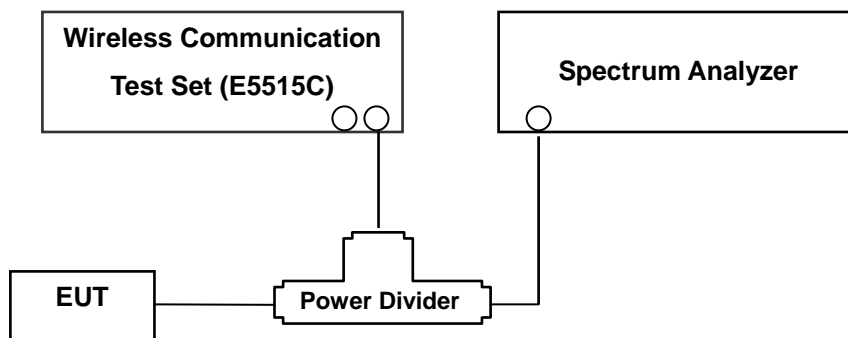 Wireless Communication
Test Set (E5515C)
Spectrum Analyzer
EUT
Power Divider